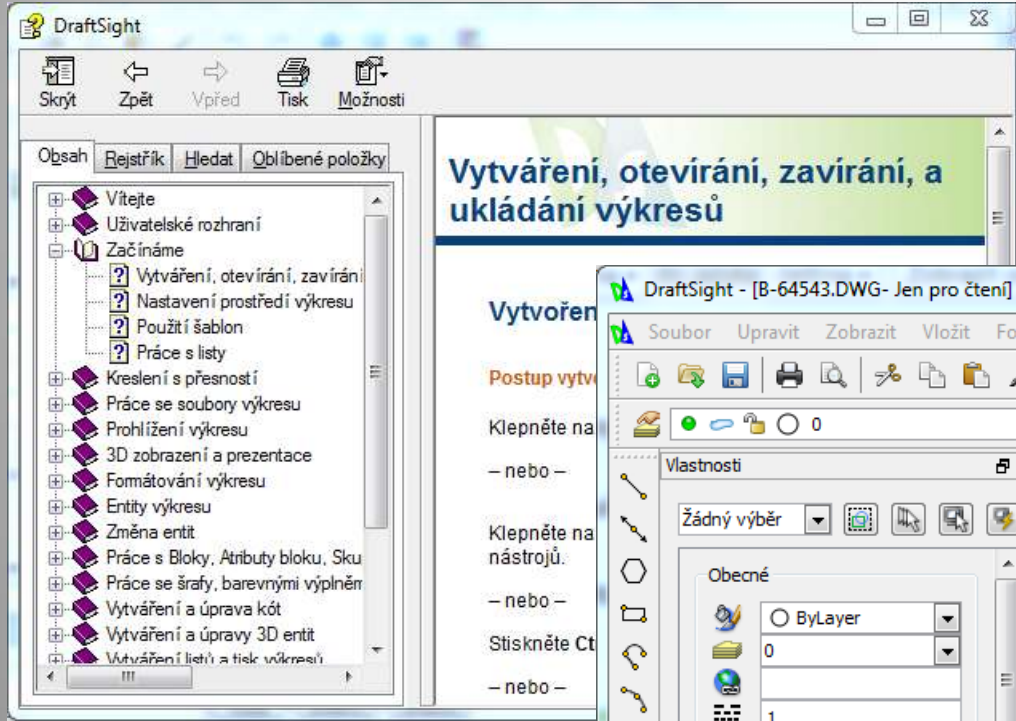 DraftSight
Skrýt Zpět Vpřed Tisk Možnosti
Obsah Rejstřík Hledat Oblíbené položky
Vítejte
Uživatelské rozhraní
Začínáme
Vytváření, otevírání, zavírání
Nastavení prostředí výkresu
Použití šablon
Práce s listy
Kreslení s přesností
Práce se soubory výkresu
Prohlížení výkresu
3D zobrazení a prezentace
Formátování výkresu
Entity výkresu
Změna entit
Práce s Bloky, Atributy bloku, Sku
Práce se šrafy, barevnými výplněm
Vytváření a úprava kót
Vytváření a úpravy 3D entit
Vytváření listů a tisk výkresů
Vytváření, otevírání, zavírání, a
ukládání výkresů
Vytvořen
Postup vytv
Klepněte na
– nebo –
Klepněte na
nástrojů.
– nebo –
Stiskněte Ct
– nebo –
DraftSight - [B-64543.DWG- Jen pro čtení]
Soubor Upravit Zobrazit Vložit Fo
0
Vlastnosti
Žádný výběr
Obecné
ByLayer
0
1